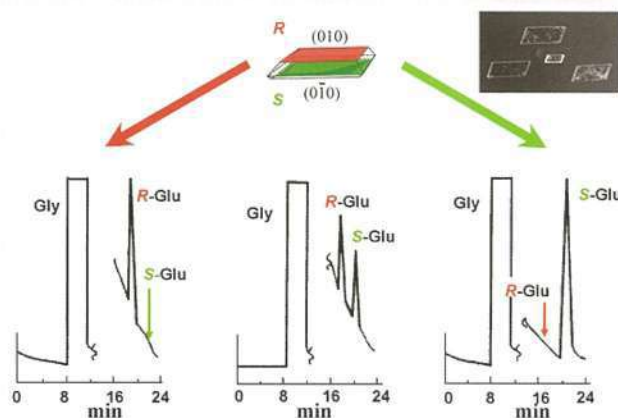 R
(010)
(01̅0)
S
Gly
R-Glu
S-Glu
0 8 16 24
min
Gly
R-Glu
S-Glu
0 8 16 24
min
Gly
S-Glu
R-Glu
0 8 16 24
min